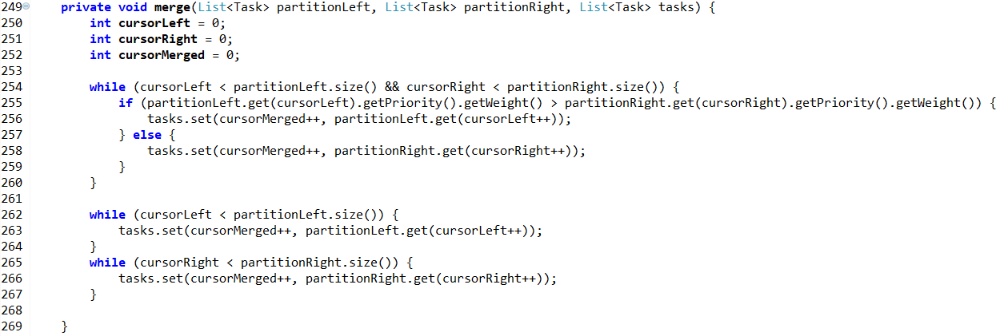 249 private void merge(List<Task> partitionLeft, List<Task> partitionRight, List<Task> tasks) {
250 int cursorLeft = 0;
251 int cursorRight = 0;
252 int cursorMerged = 0;
253
254 while (cursorLeft < partitionLeft.size() && cursorRight < partitionRight.size()) {
255 if (partitionLeft.get(cursorLeft).getPriority().getWeight() > partitionRight.get(cursorRight).getPriority().getWeight()) {
256 tasks.set(cursorMerged++, partitionLeft.get(cursorLeft++));
257 } else {
258 tasks.set(cursorMerged++, partitionRight.get(cursorRight++));
259 }
260 }
261
262 while (cursorLeft < partitionLeft.size()) {
263 tasks.set(cursorMerged++, partitionLeft.get(cursorLeft++));
264 }
265 while (cursorRight < partitionRight.size()) {
266 tasks.set(cursorMerged++, partitionRight.get(cursorRight++));
267 }
268
269 }